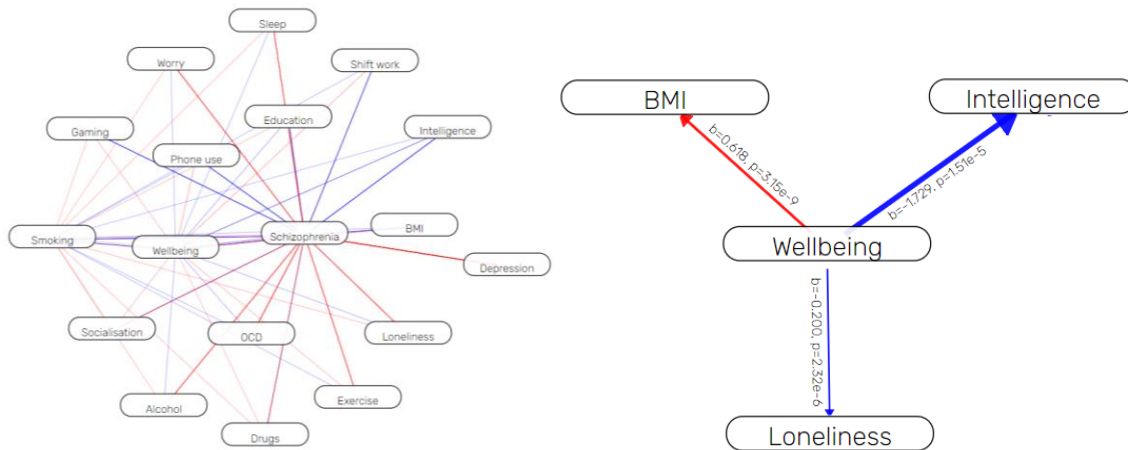 Sleep
Worry
Shift work
Gaming
Education
Intelligence
Phone use
Smoking
Wellbeing
Schizophrenia
BMI
Depression
Socialisation
OCD
Loneliness
Alcohol
Exercise
Drugs
BMI
Intelligence
b=0.618, p=3.15e-9
b=-1.729, p=1.51e-5
Wellbeing
b=-0.200, p=2.32e-6
Loneliness